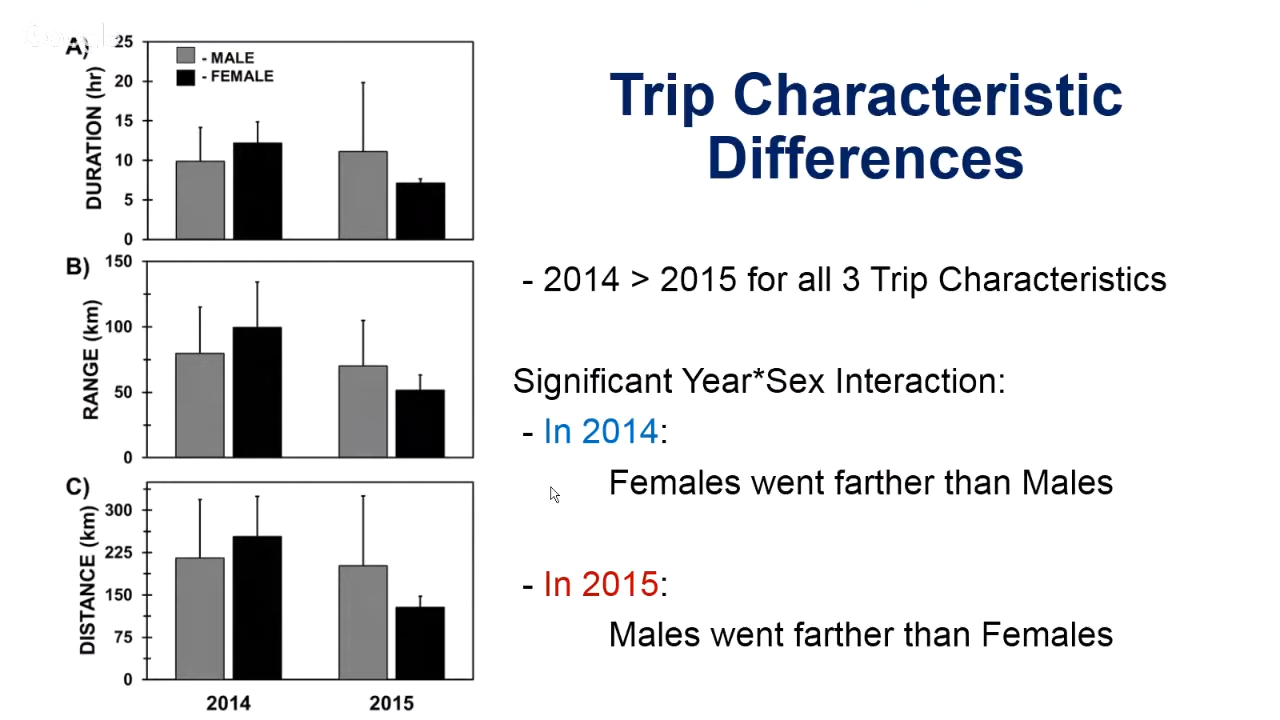 Google
Trip Characteristic
Differences
- 2014 > 2015 for all 3 Trip Characteristics
Significant Year*Sex Interaction:
- In 2014:
Females went farther than Males
- In 2015:
Males went farther than Females
A)
DURATION (hr)
25
20
15
10
5
0
- MALE
- FEMALE
B)
RANGE (km)
150
100
50
0
C)
DISTANCE (km)
300
225
150
75
0
2014
2015